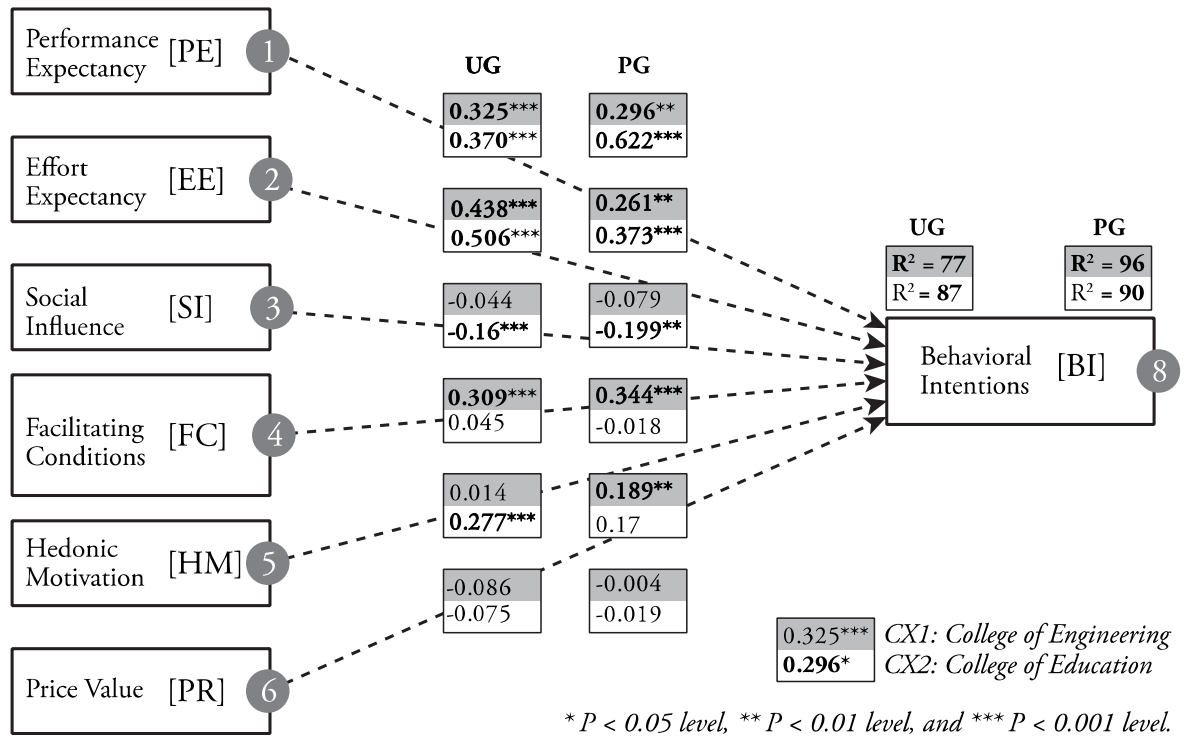 Performance
Expectancy [PE] 1
Effort
Expectancy [EE] 2
Social
Influence [SI] 3
Facilitating
Conditions [FC] 4
Hedonic
Motivation [HM] 5
Price Value [PR] 6
UG PG
0.325*** 0.296**
0.370*** 0.622***
0.438*** 0.261**
0.506*** 0.373***
-0.044 -0.079
-0.16*** -0.199**
0.309*** 0.344***
0.045 -0.018
0.014 0.189**
0.277*** 0.17
-0.086 -0.004
-0.075 -0.019
UG PG
R² = 77 R² = 96
R² = 87 R² = 90
Behavioral
Intentions [BI] 8
0.325*** CX1: College of Engineering
0.296* CX2: College of Education
* P < 0.05 level, ** P < 0.01 level, and *** P < 0.001 level.